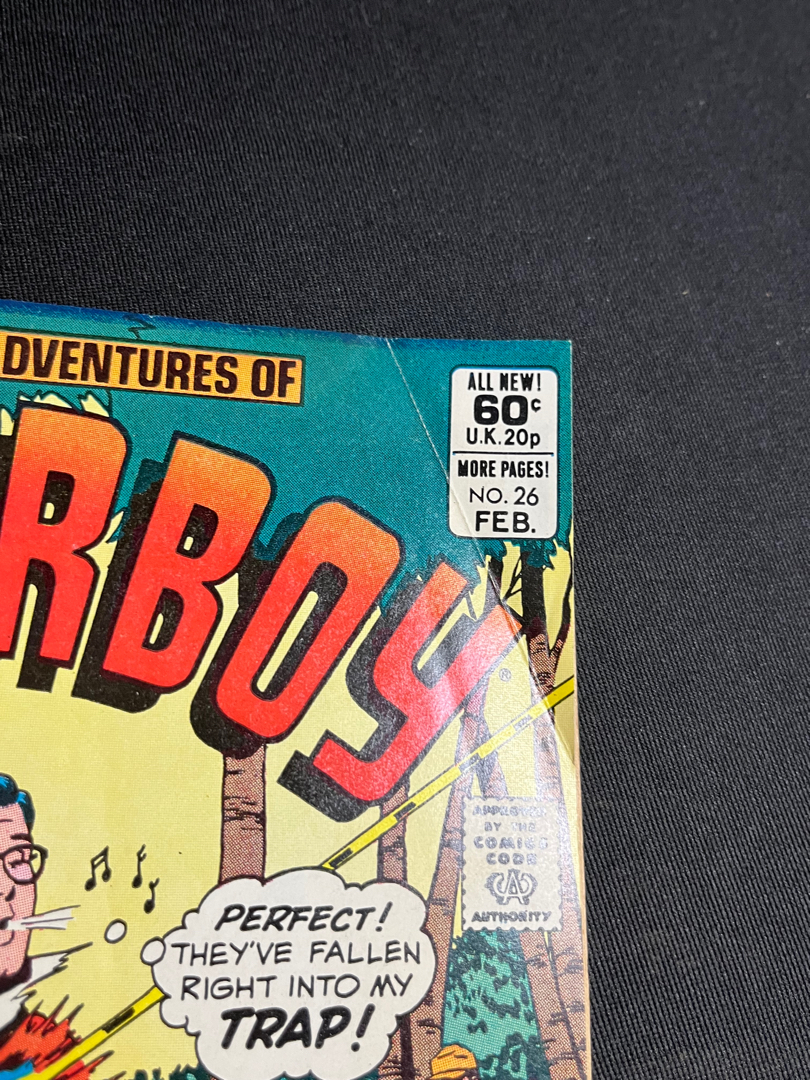 DVENTURES OF
RBOY
®
ALL NEW!
60¢
U.K. 20p
MORE PAGES!
NO. 26
FEB.
APPROVED
BY THE
COMICS
CODE
CA
AUTHORITY
PERFECT!
THEY'VE FALLEN
RIGHT INTO MY
TRAP!